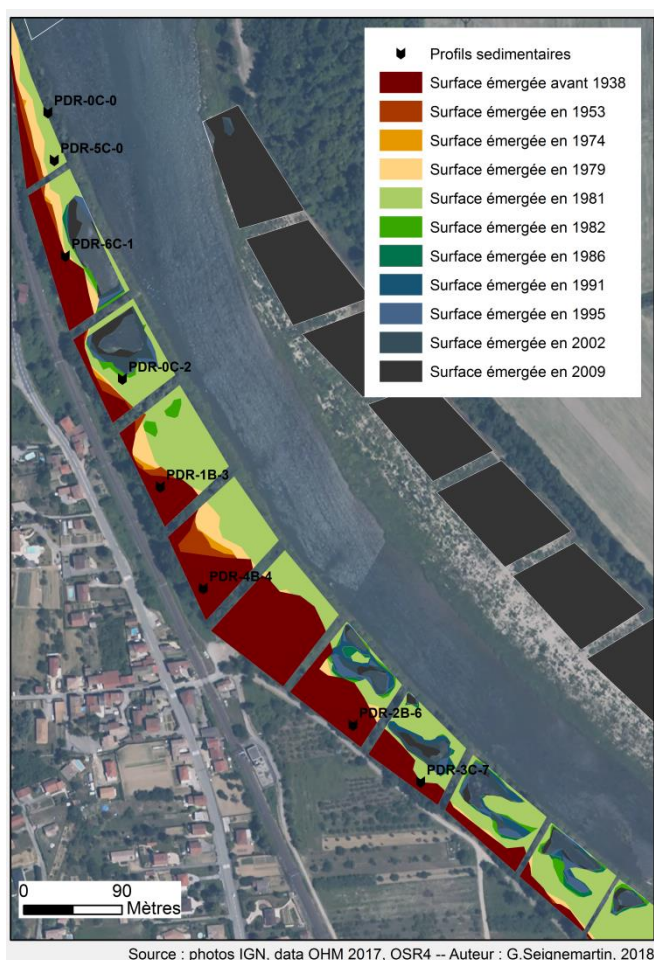 Profils sedimentaires
Surface émergée avant 1938
Surface émergée en 1953
Surface émergée en 1974
Surface émergée en 1979
Surface émergée en 1981
Surface émergée en 1982
Surface émergée en 1986
Surface émergée en 1991
Surface émergée en 1995
Surface émergée en 2002
Surface émergée en 2009
PDR-0C-0
PDR-5C-0
PDR-6C-1
PDR-0C-2
PDR-1B-3
PDR-4B-4
PDR-2B-6
PDR-3C-7
0 90
Mètres
Source : photos IGN, data OHM 2017, OSR4 -- Auteur : G.Seignemartin, 2018